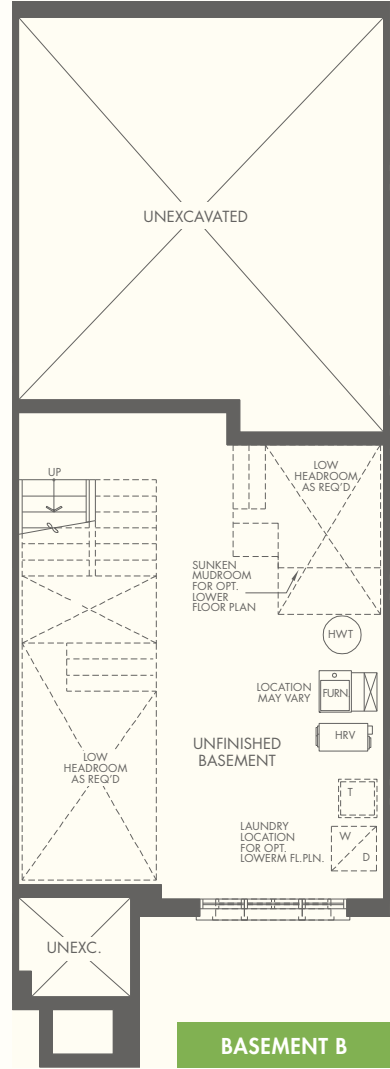 UNEXCAVATED
UP
LOW
HEADROOM
AS REQ'D
SUNKEN
MUDROOM
FOR OPT.
LOWER
FLOOR PLAN
HWT
LOCATION
MAY VARY
FURN.
HRV
UNFINISHED
BASEMENT
LOW
HEADROOM
AS REQ'D
T
LAUNDRY
LOCATION
FOR OPT.
LOWERM FL.PLN.
W
D
UNEXC.
BASEMENT B